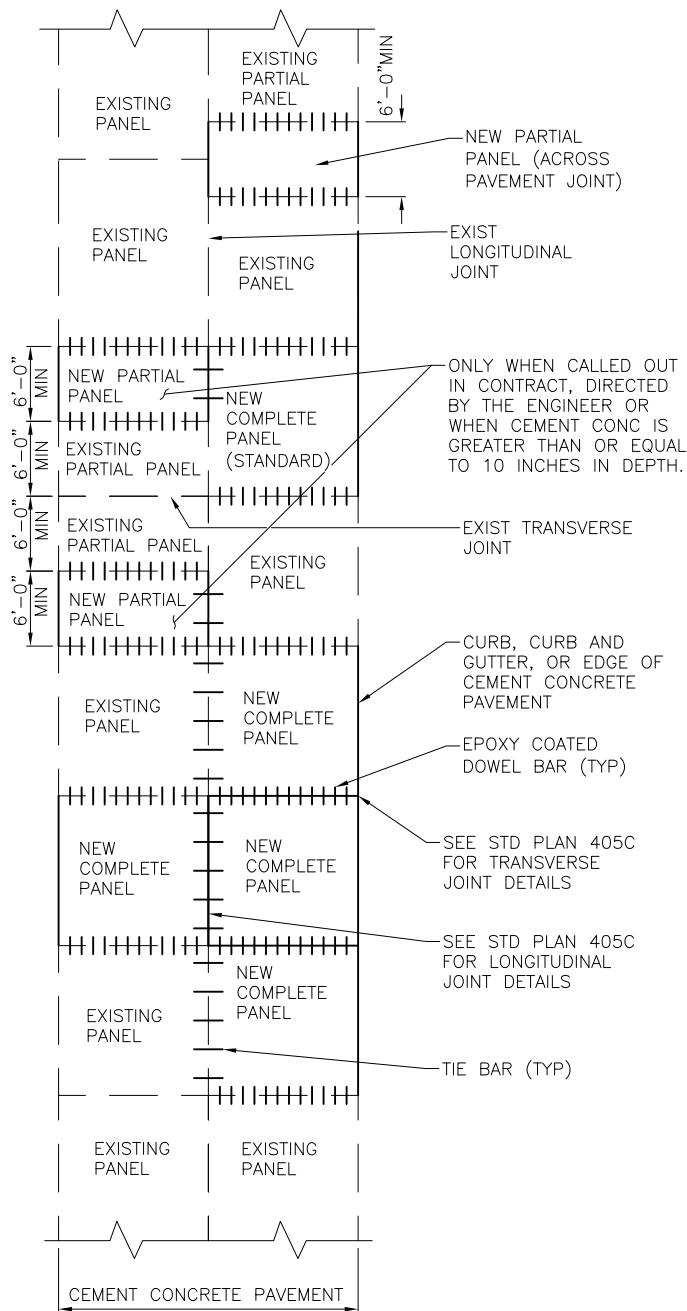 EXISTING
PARTIAL
PANEL
6'-0"MIN
EXISTING
PANEL
NEW PARTIAL
PANEL (ACROSS
PAVEMENT JOINT)
EXISTING
PANEL
EXIST
LONGITUDINAL
JOINT
EXISTING
PANEL
6'-0"
MIN
NEW PARTIAL
PANEL
NEW
COMPLETE
PANEL
(STANDARD)
ONLY WHEN CALLED OUT
IN CONTRACT, DIRECTED
BY THE ENGINEER OR
WHEN CEMENT CONC IS
GREATER THAN OR EQUAL
TO 10 INCHES IN DEPTH.
6'-0"
MIN
EXISTING
PARTIAL PANEL
6'-0"
MIN
EXISTING
PARTIAL PANEL
EXIST TRANSVERSE
JOINT
EXISTING
PANEL
6'-0"
MIN
NEW PARTIAL
PANEL
CURB, CURB AND
GUTTER, OR EDGE OF
CEMENT CONCRETE
PAVEMENT
EXISTING
PANEL
NEW
COMPLETE
PANEL
EPOXY COATED
DOWEL BAR (TYP)
NEW
COMPLETE
PANEL
NEW
COMPLETE
PANEL
SEE STD PLAN 405C
FOR TRANSVERSE
JOINT DETAILS
SEE STD PLAN 405C
FOR LONGITUDINAL
JOINT DETAILS
NEW
COMPLETE
PANEL
EXISTING
PANEL
TIE BAR (TYP)
EXISTING
PANEL
EXISTING
PANEL
CEMENT CONCRETE PAVEMENT